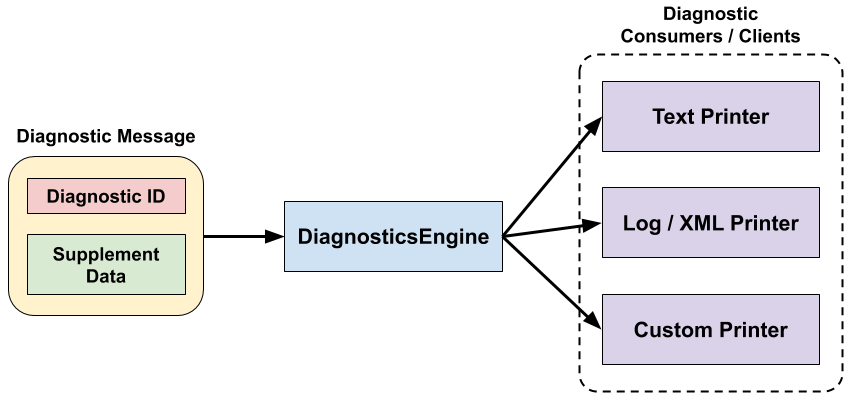 Diagnostic Message
Diagnostic ID
Supplement
Data
DiagnosticsEngine
Diagnostic
Consumers / Clients
Text Printer
Log / XML Printer
Custom Printer